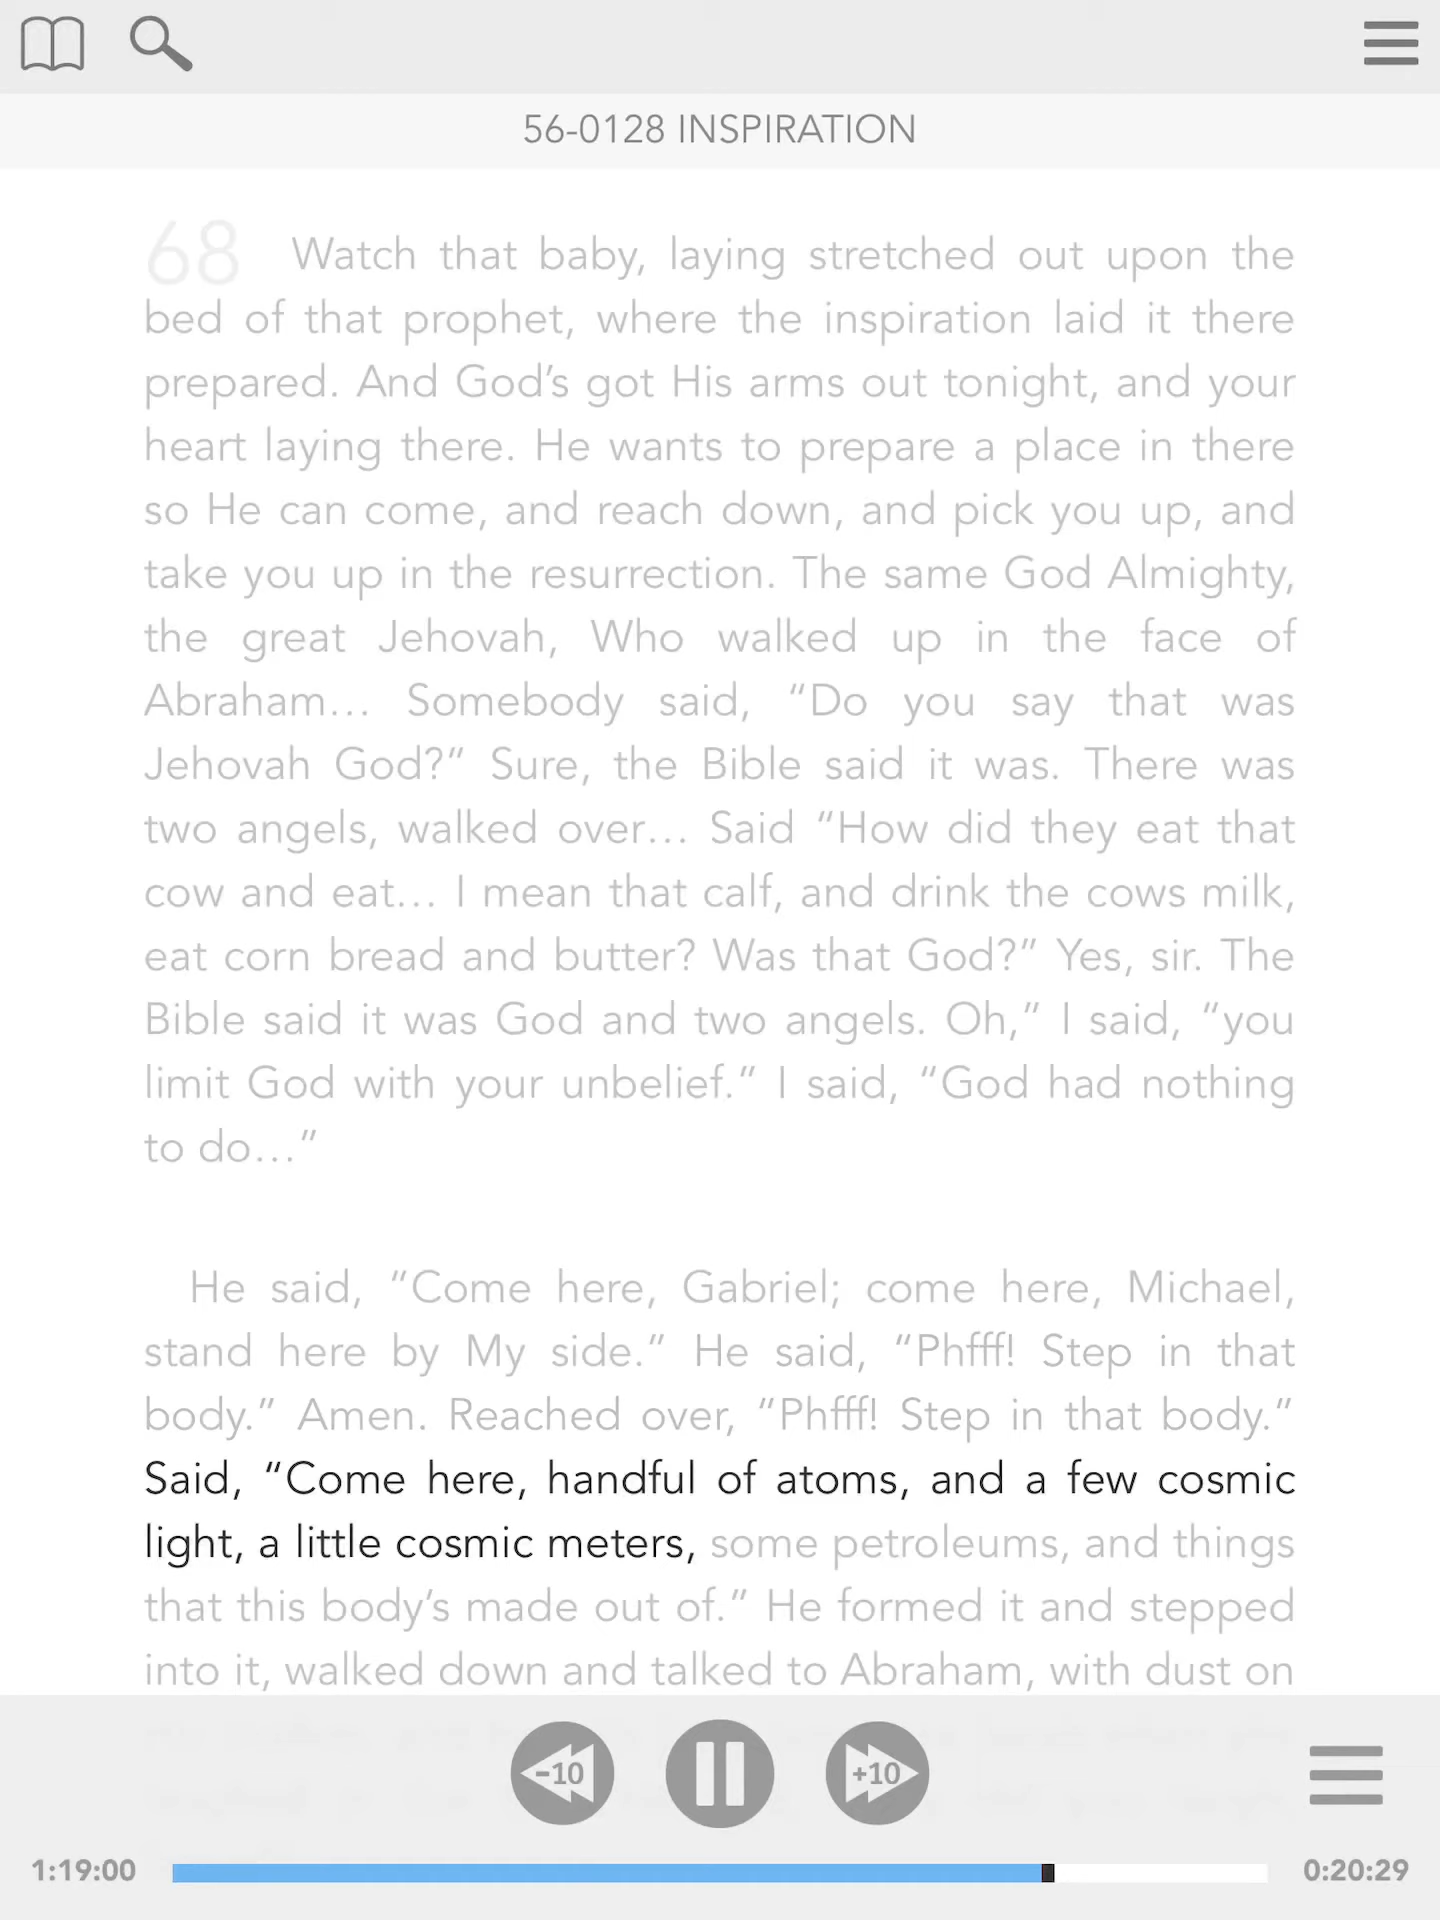 56-0128 INSPIRATION
68 Watch that baby, laying stretched out upon the
bed of that prophet, where the inspiration laid it there
prepared. And God’s got His arms out tonight, and your
heart laying there. He wants to prepare a place in there
so He can come, and reach down, and pick you up, and
take you up in the resurrection. The same God Almighty,
the great Jehovah, Who walked up in the face of
Abraham… Somebody said, “Do you say that was
Jehovah God?” Sure, the Bible said it was. There was
two angels, walked over… Said “How did they eat that
cow and eat… I mean that calf, and drink the cows milk,
eat corn bread and butter? Was that God?” Yes, sir. The
Bible said it was God and two angels. Oh,” I said, “you
limit God with your unbelief.” I said, “God had nothing
to do…”
He said, “Come here, Gabriel; come here, Michael,
stand here by My side.” He said, “Phfff! Step in that
body.” Amen. Reached over, “Phfff! Step in that body.”
Said, “Come here, handful of atoms, and a few cosmic
light, a little cosmic meters, some petroleums, and things
that this body’s made out of.” He formed it and stepped
into it, walked down and talked to Abraham, with dust on
-10 +10
1:19:00 0:20:29